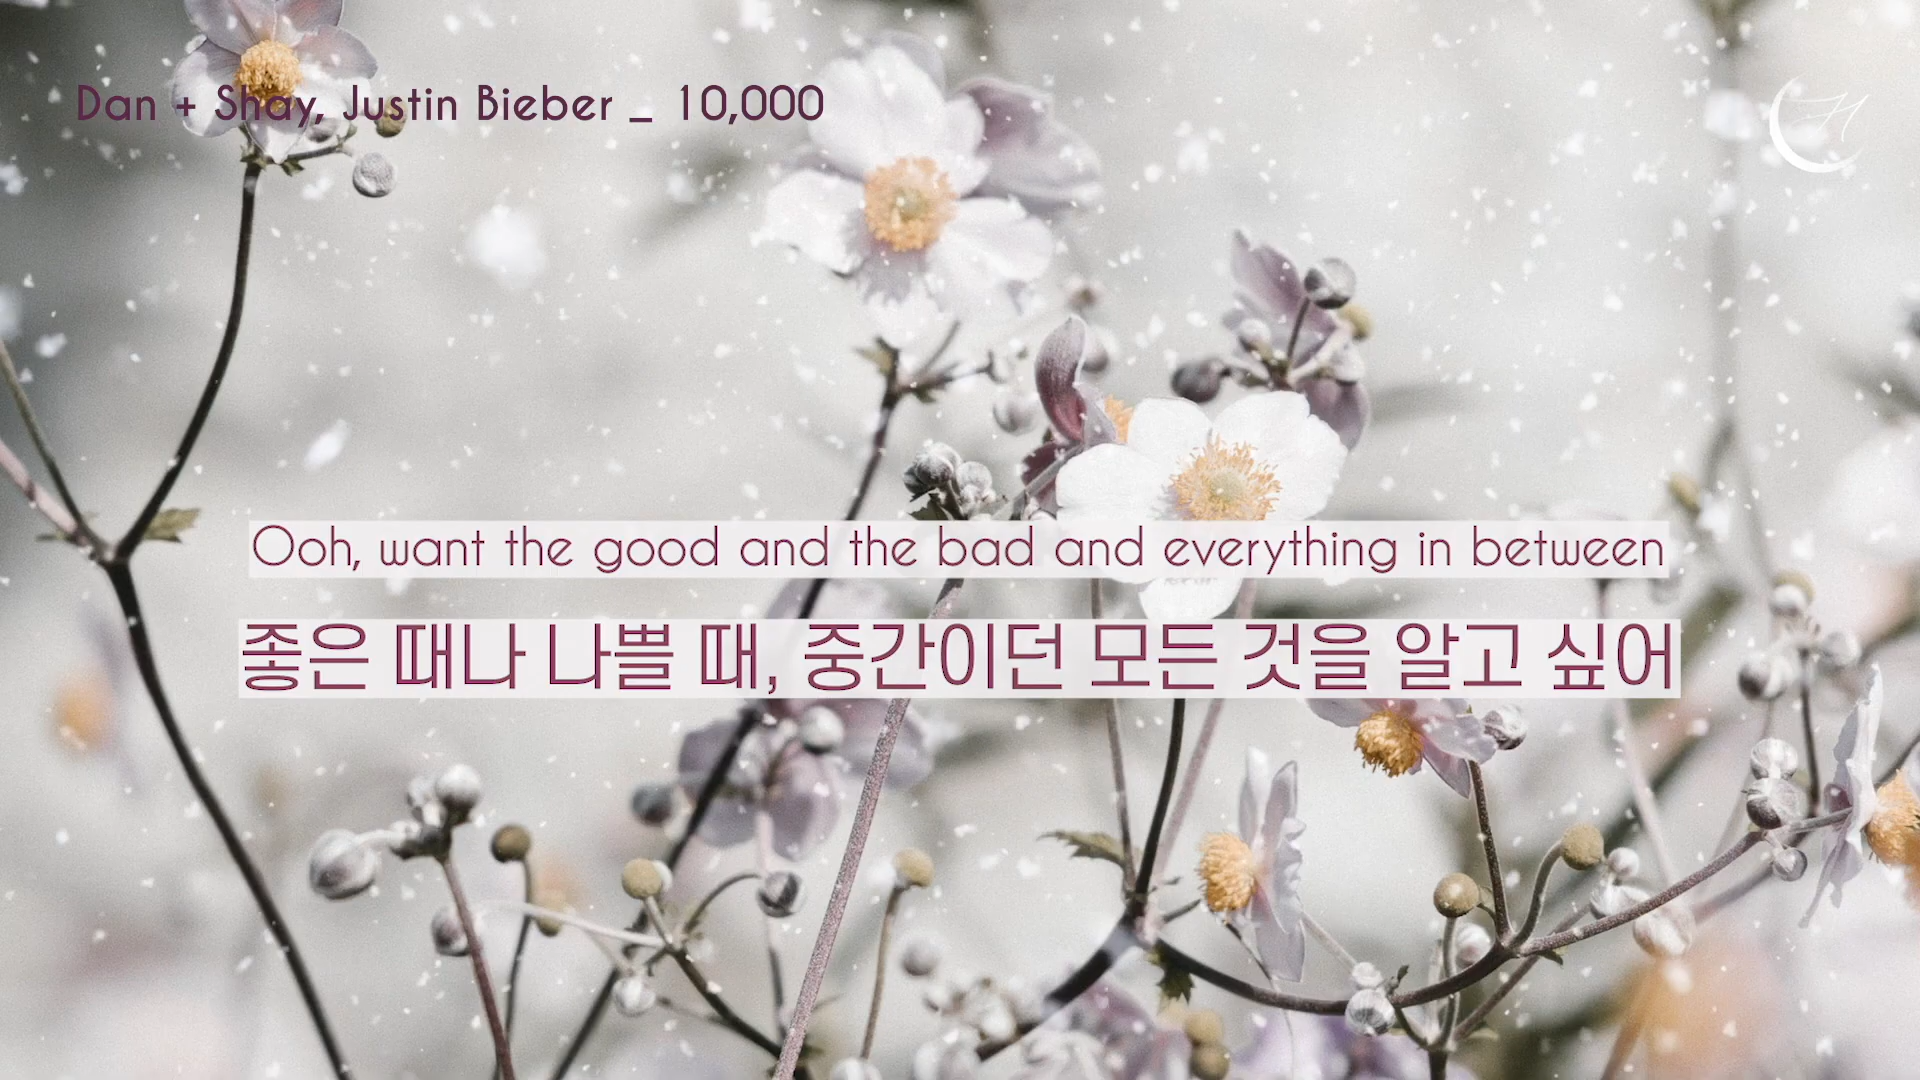 Dan + Shay, Justin Bieber _ 10,000
Ooh, want the good and the bad and everything in between
좋은 때나 나쁠 때, 중간이던 모든 것을 알고 싶어